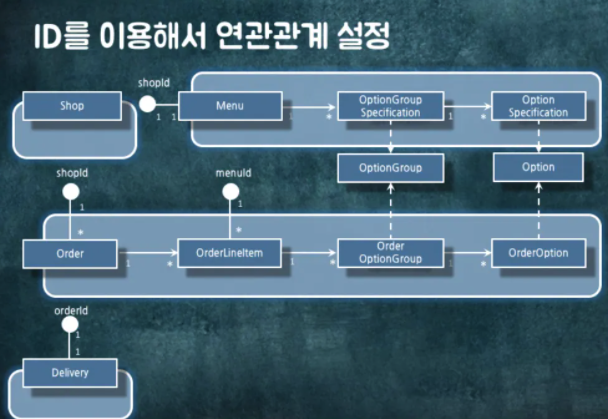 ID를 이용해서 연관관계 설정
shopId
Shop
Menu
OptionGroup
Specification
Option
Specification
1 1
1 *
1 *
OptionGroup
Option
shopId
menuId
1
1
*
*
Order
OrderLineItem
Order
OptionGroup
OrderOption
1 *
1 *
1 *
orderId
1
1
Delivery